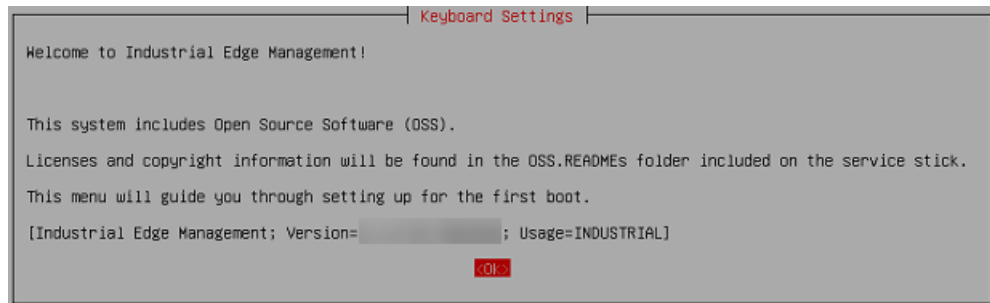 Keyboard Settings
Welcome to Industrial Edge Management!
This system includes Open Source Software (OSS).
Licenses and copyright information will be found in the OSS.READMEs folder included on the service stick.
This menu will guide you through setting up for the first boot.
[Industrial Edge Management; Version= ; Usage=INDUSTRIAL]
<Ok>